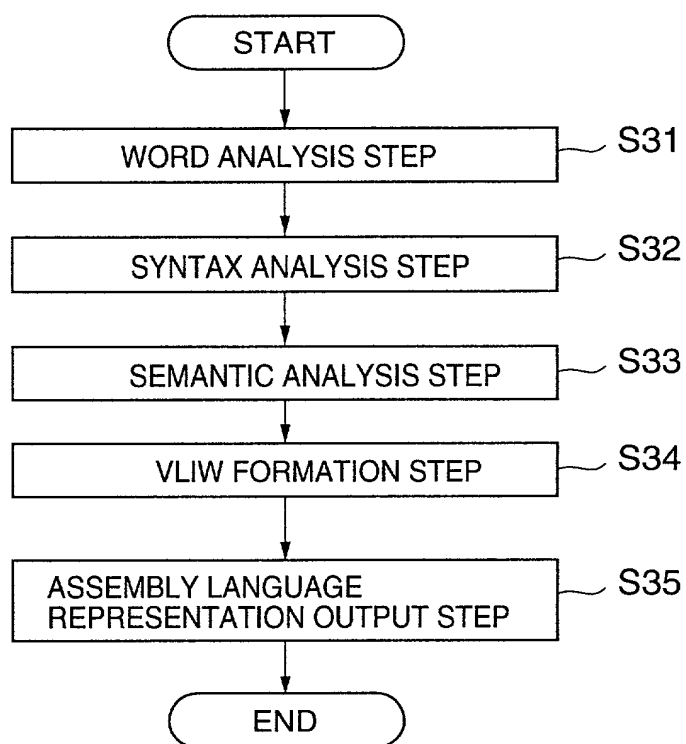 START
WORD ANALYSIS STEP
S31
SYNTAX ANALYSIS STEP
S32
SEMANTIC ANALYSIS STEP
S33
VLIW FORMATION STEP
S34
ASSEMBLY LANGUAGE
REPRESENTATION OUTPUT STEP
S35
END